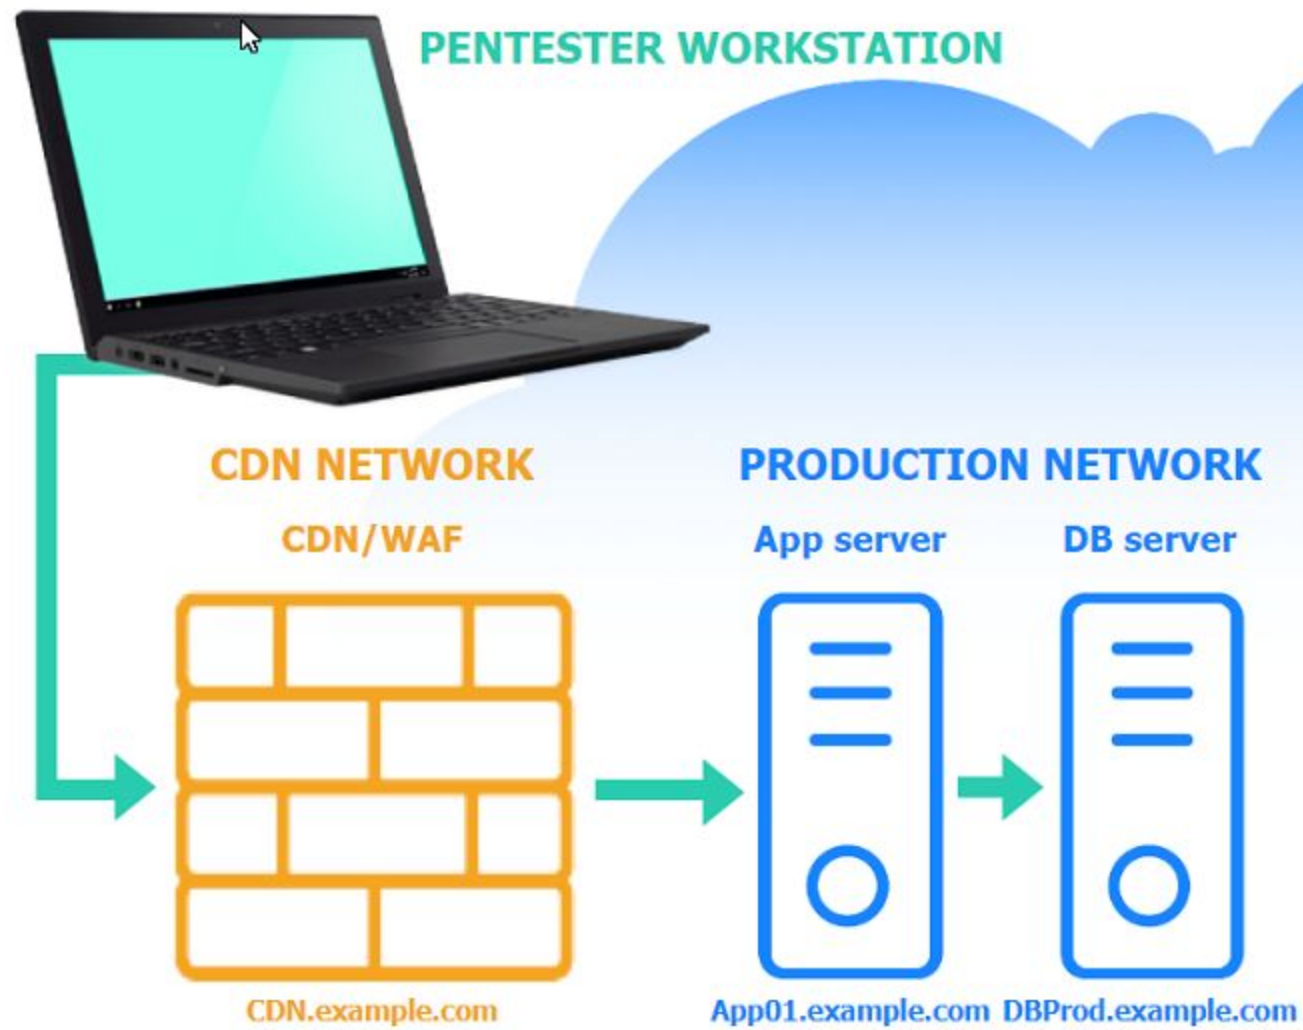 PENTESTER WORKSTATION
CDN NETWORK
PRODUCTION NETWORK
CDN/WAF
App server
DB server
CDN.example.com
App01.example.com
DBProd.example.com